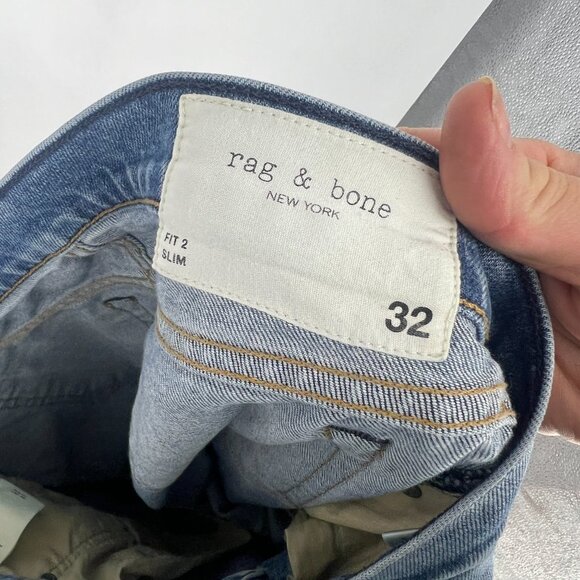 rag & bone
NEW YORK
FIT 2
SLIM
32